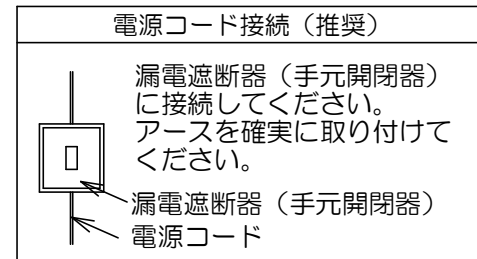 電源コード接続（推奨）
漏電遮断器（手元開閉器）
に接続してください。
アースを確実に取り付けて
ください。
漏電遮断器（手元開閉器）
電源コード